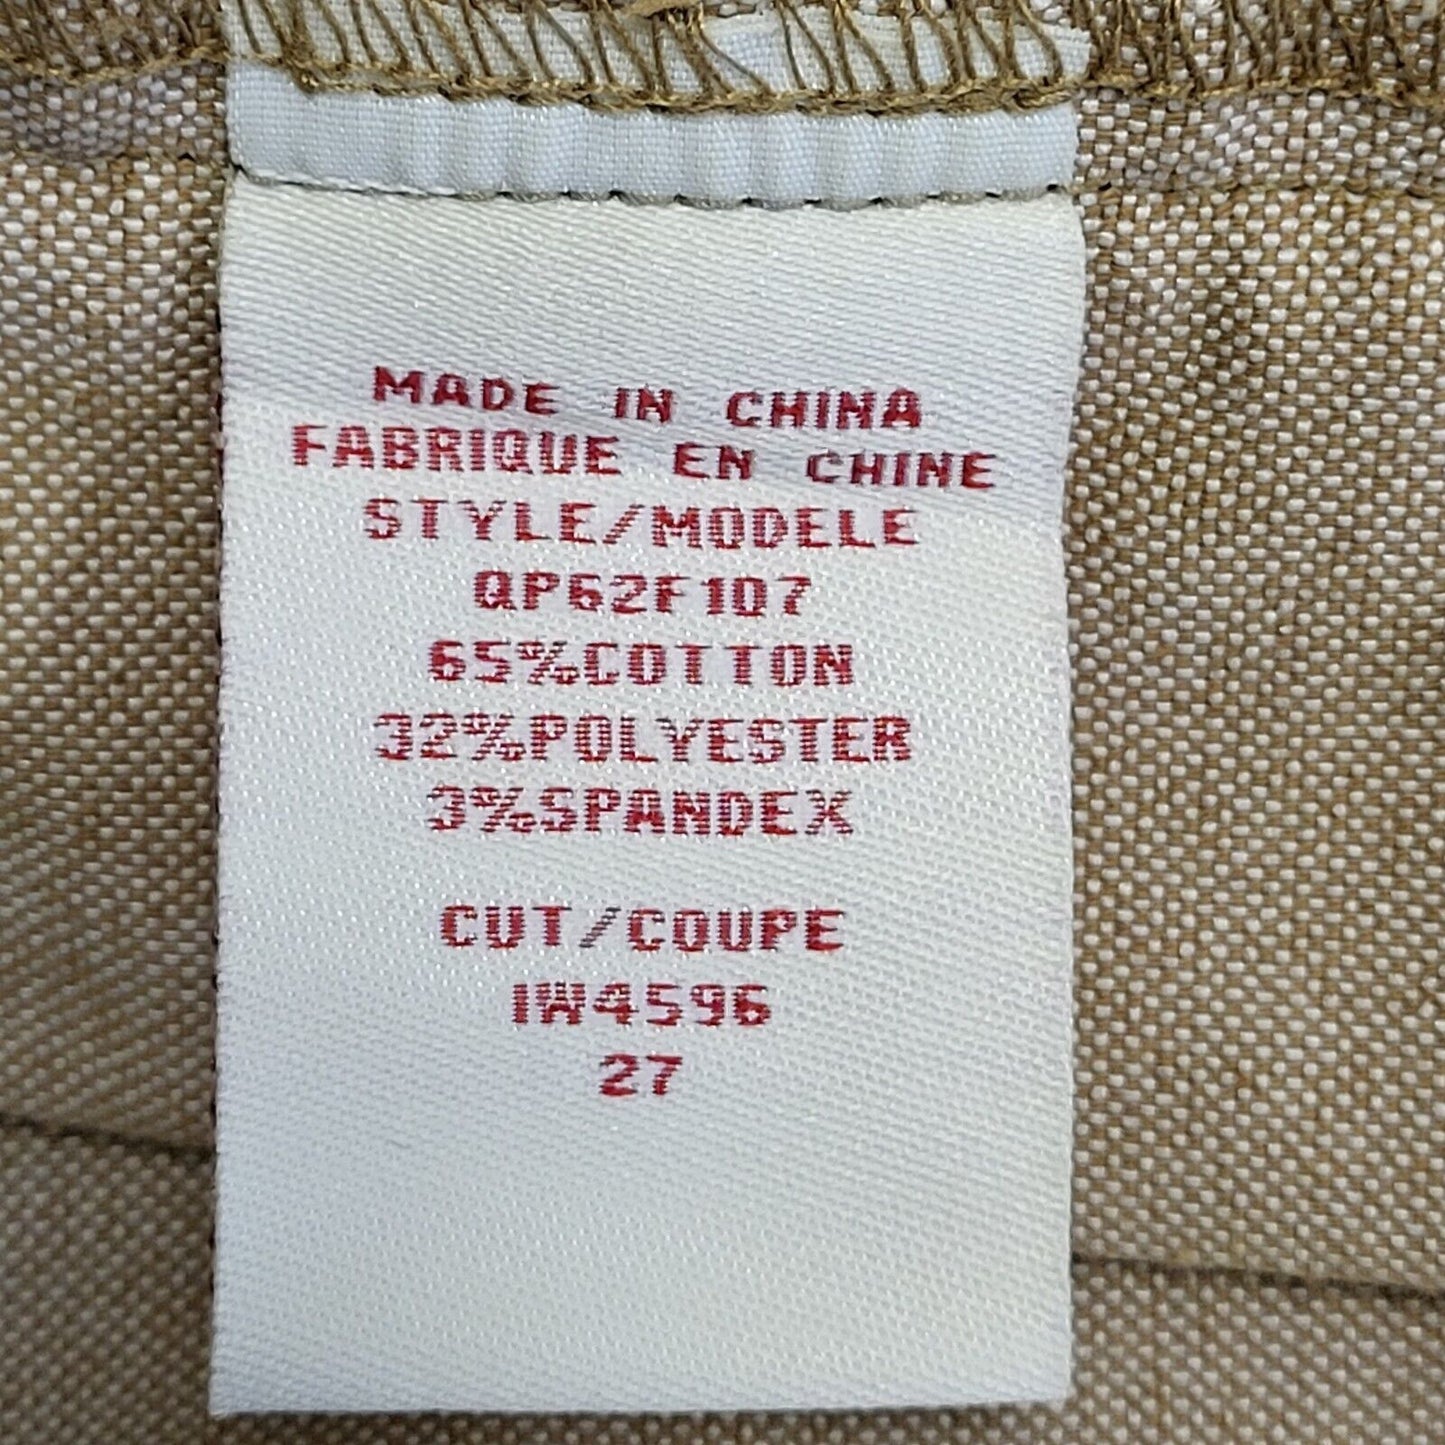 MADE IN CHINA
FABRIQUE EN CHINE
STYLE/MODELE
QP62F107
65%COTTON
32%POLYESTER
3%SPANDEX
CUT/COUPE
IW4596
27